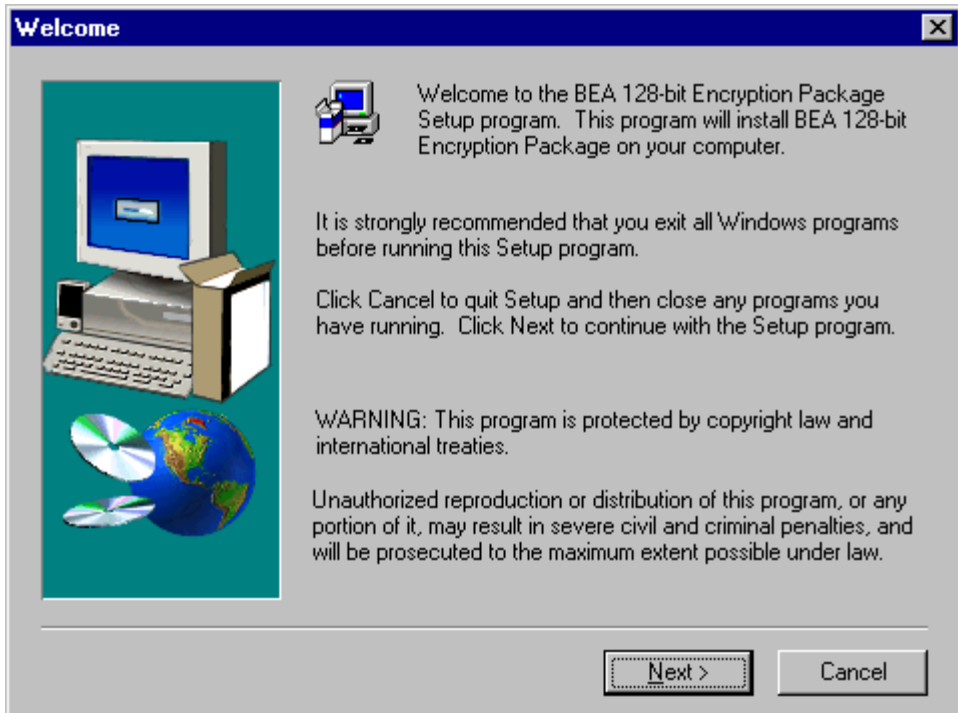 Welcome
Welcome to the BEA 128-bit Encryption Package
Setup program.  This program will install BEA 128-bit
Encryption Package on your computer.
It is strongly recommended that you exit all Windows programs
before running this Setup program.
Click Cancel to quit Setup and then close any programs you
have running.  Click Next to continue with the Setup program.
WARNING: This program is protected by copyright law and
international treaties.
Unauthorized reproduction or distribution of this program, or any
portion of it, may result in severe civil and criminal penalties, and
will be prosecuted to the maximum extent possible under law.
Next >
Cancel